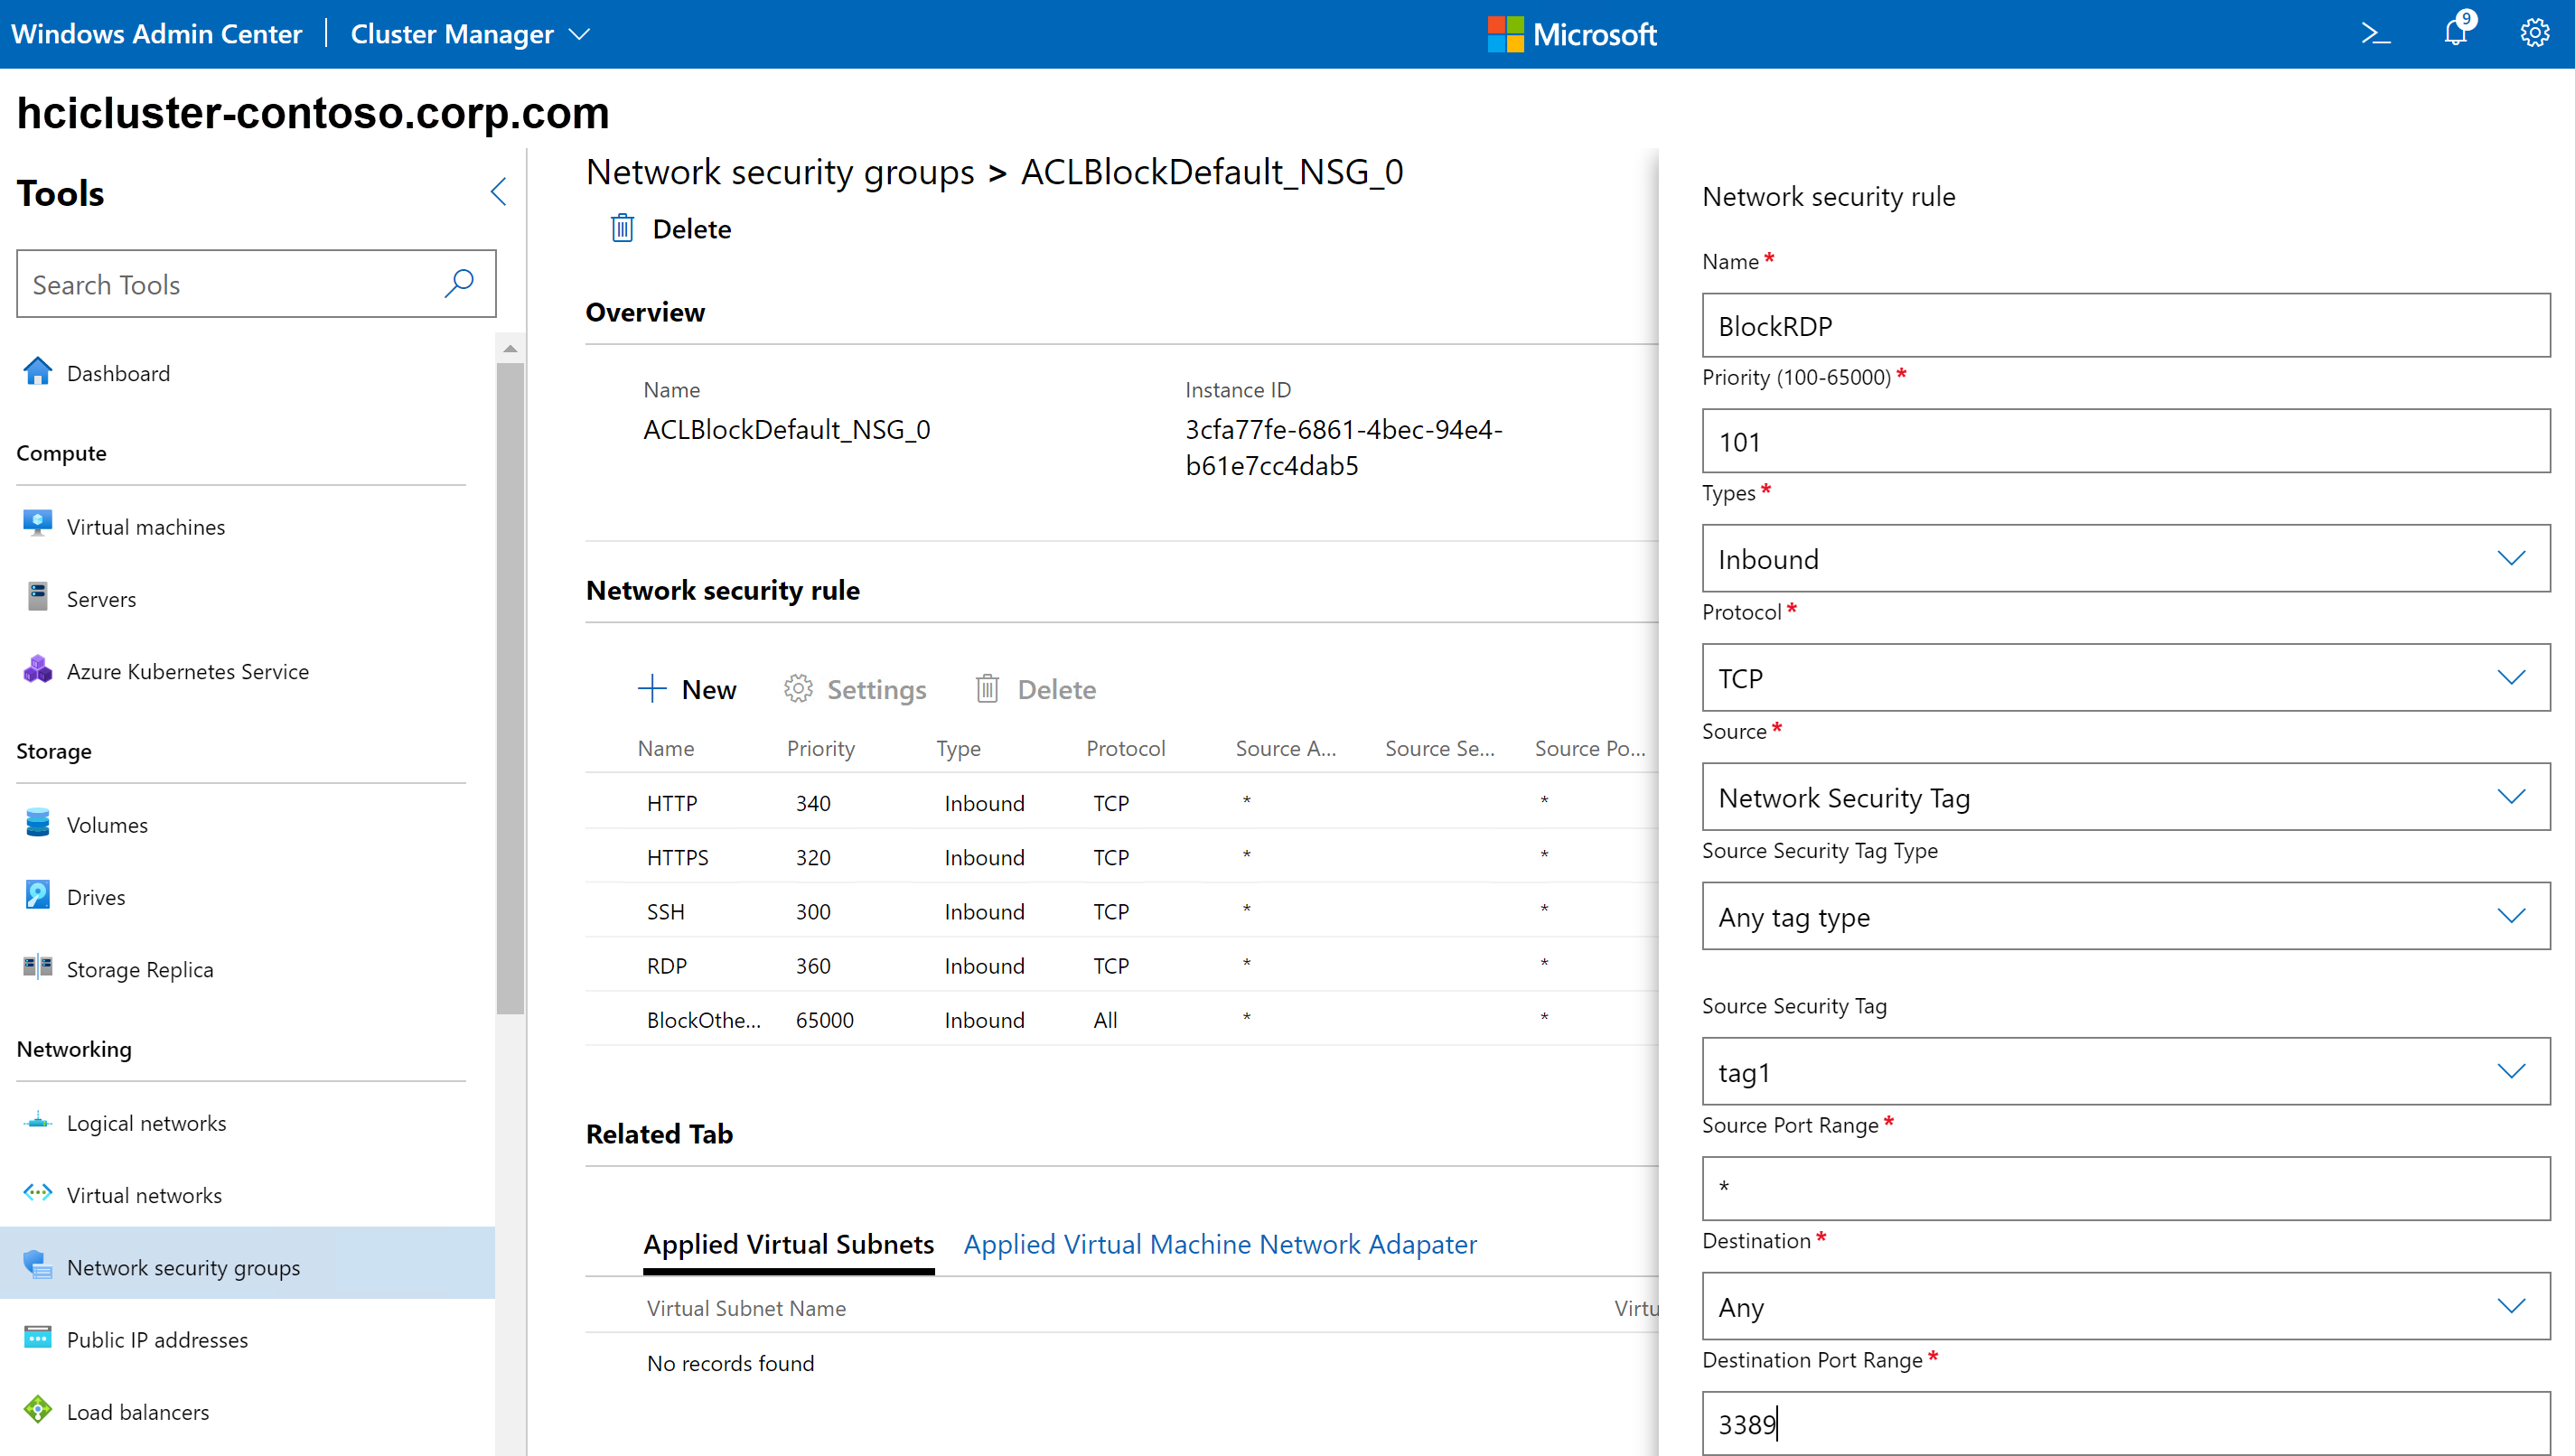 Windows Admin Center | Cluster Manager
Microsoft
9
hcicluster-contoso.corp.com
Tools
Search Tools
Dashboard
Compute
Virtual machines
Servers
Azure Kubernetes Service
Storage
Volumes
Drives
Storage Replica
Networking
Logical networks
Virtual networks
Network security groups
Public IP addresses
Load balancers
Network security groups > ACLBlockDefault_NSG_0
Delete
Overview
Name Instance ID
ACLBlockDefault_NSG_0 3cfa77fe-6861-4bec-94e4-
b61e7cc4dab5
Network security rule
New Settings Delete
Name Priority Type Protocol Source A... Source Se... Source Po...
HTTP 340 Inbound TCP * *
HTTPS 320 Inbound TCP * *
SSH 300 Inbound TCP * *
RDP 360 Inbound TCP * *
BlockOthe... 65000 Inbound All * *
Related Tab
Applied Virtual Subnets Applied Virtual Machine Network Adapater
Virtual Subnet Name Virtu
No records found
Network security rule
Name *
BlockRDP
Priority (100-65000) *
101
Types *
Inbound
Protocol *
TCP
Source *
Network Security Tag
Source Security Tag Type
Any tag type
Source Security Tag
tag1
Source Port Range *
*
Destination *
Any
Destination Port Range *
3389